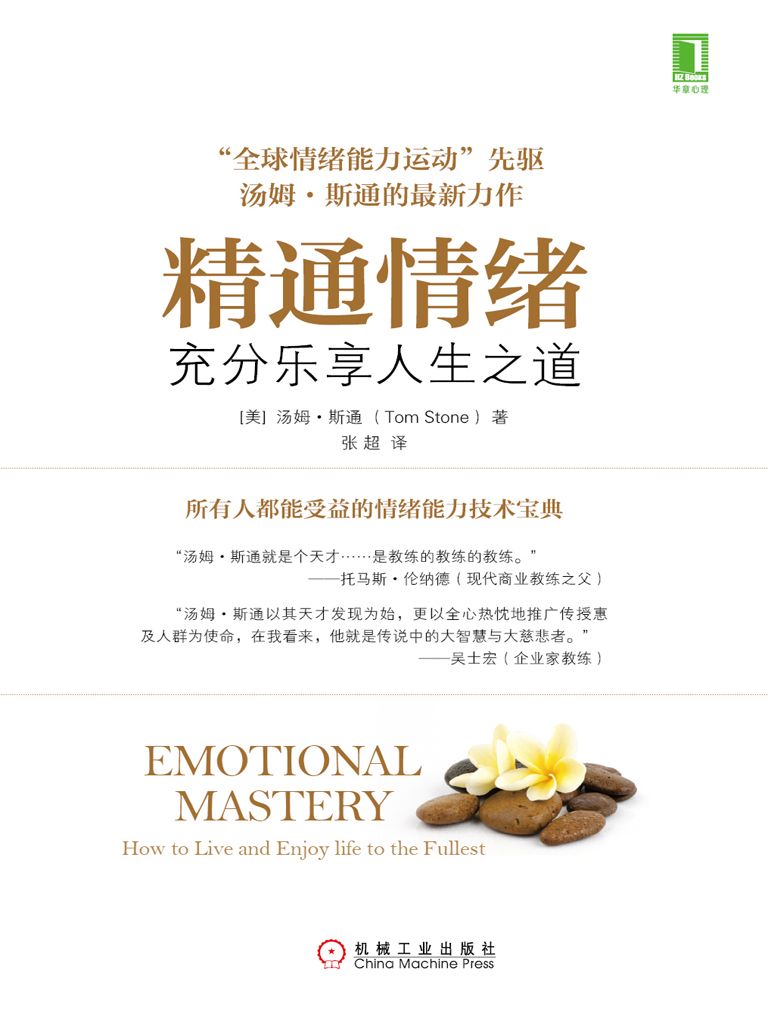 HZ Books
华章心理
“全球情绪能力运动”先驱
汤姆·斯通的最新力作
精通情绪
充分乐享人生之道
[美] 汤姆·斯通（Tom Stone）著
张超 译
所有人都能受益的情绪能力技术宝典
“汤姆·斯通就是个天才……是教练的教练的教练。”
——托马斯·伦纳德（现代商业教练之父）
“汤姆·斯通以其天才发现为始，更以全心热忱地推广传授惠
及人群为使命，在我看来，他就是传说中的大智慧与大慈悲者。”
——吴士宏（企业家教练）
EMOTIONAL
MASTERY
How to Live and Enjoy life to the Fullest
机械工业出版社
China Machine Press